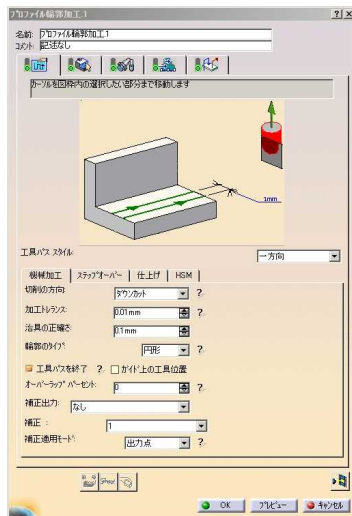 プロファイル輪郭加工.1
名前: プロファイル輪郭加工.1
コメント: 記述なし
カーソルを図枠内の選択したい部分まで移動します
1mm
工具パス スタイル: 一方向
機械加工 ステップオーバー 仕上げ HSM
切削の方向: ダウンカット ?
加工トレランス: 0.01mm ?
治具の正確さ: 0.1mm ?
輪郭のタイプ: 円形 ?
工具パスを終了 ? ガイド上の工具位置
オーバーラップ パーセント: 0 ?
補正出力: なし
補正 : 1
補正適用モード: 出力点 ?
OK プレビュー キャンセル